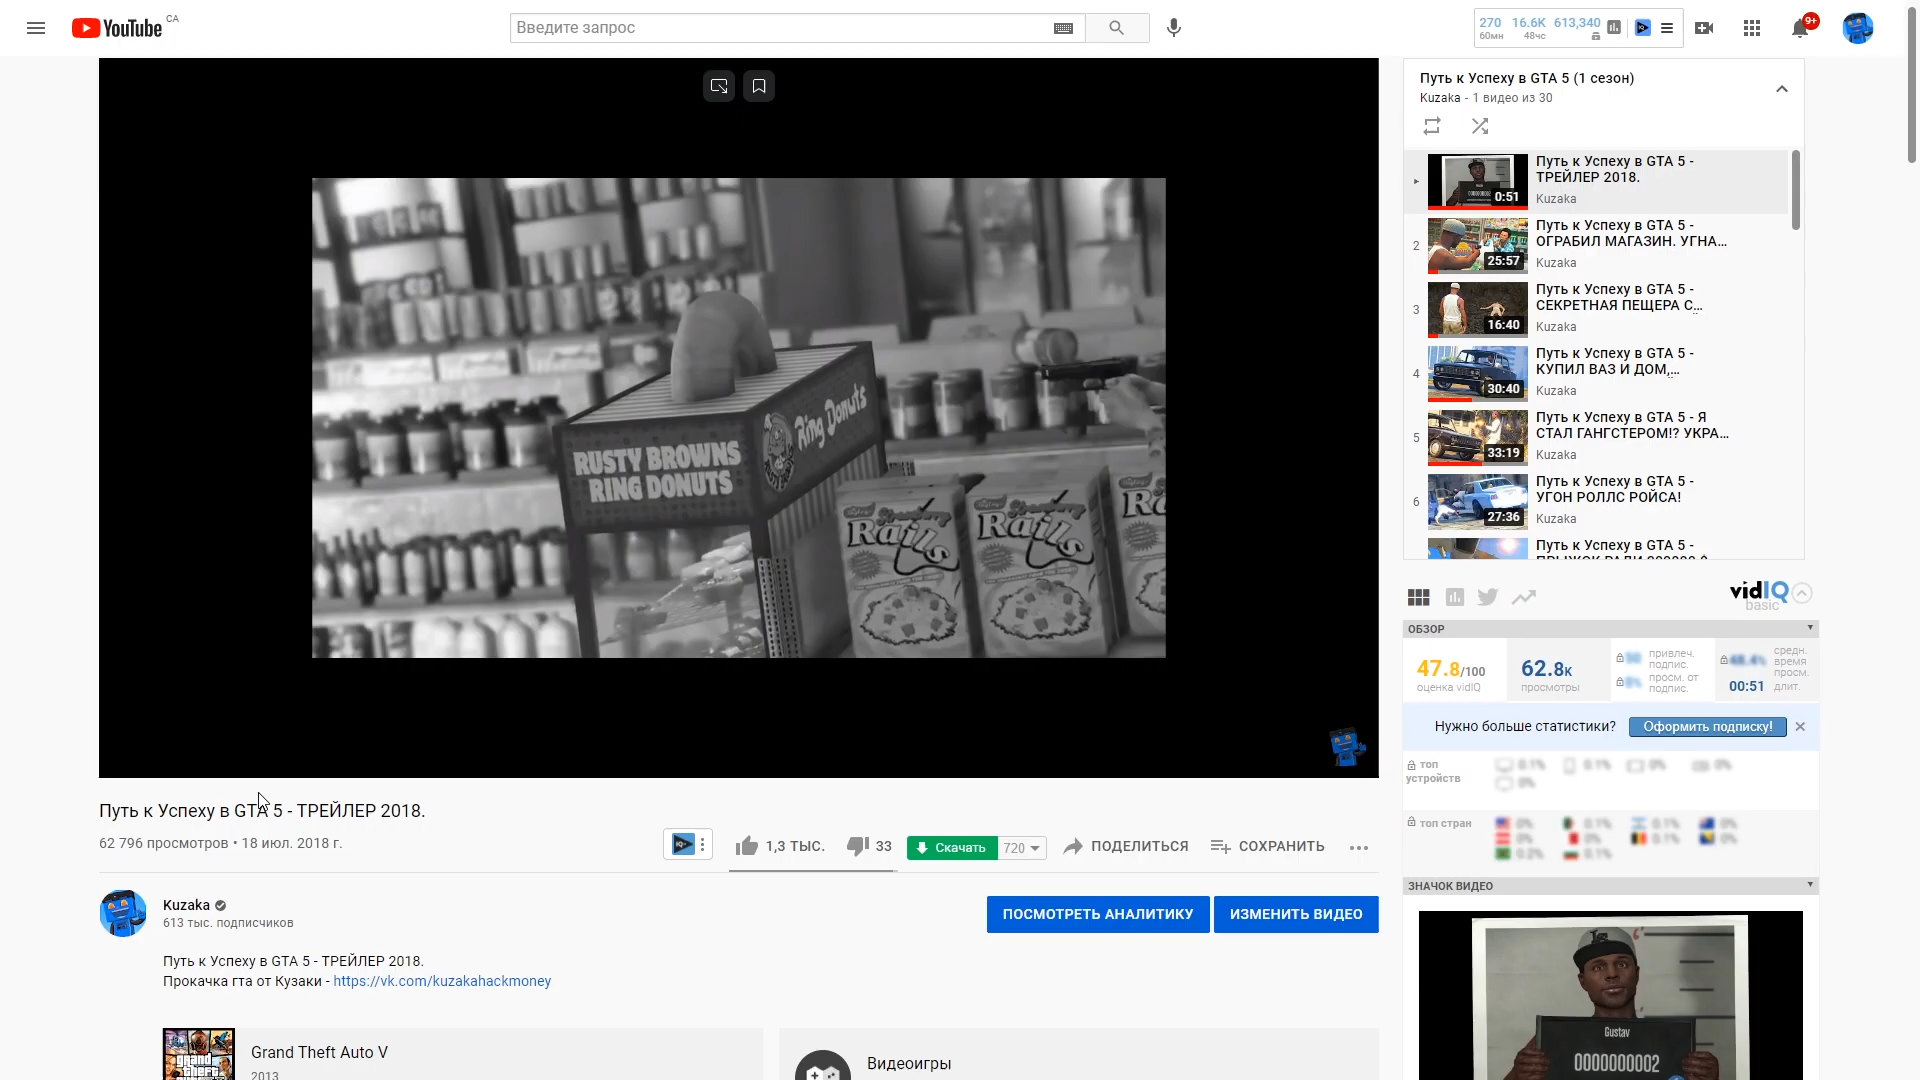 YouTube CA
Введите запрос
270 16.6K 613,340
60мн 48чс
9+
RUSTY BROWNS
RING DONUTS
Ring Donuts
Strawberry
Rails
Strawberry
Rails
Путь к Успеху в GTA 5 - ТРЕЙЛЕР 2018.
62 796 просмотров • 18 июл. 2018 г.
1,3 ТЫС.
33
Скачать 720
ПОДЕЛИТЬСЯ
СОХРАНИТЬ
Kuzaka
613 тыс. подписчиков
ПОСМОТРЕТЬ АНАЛИТИКУ
ИЗМЕНИТЬ ВИДЕО
Путь к Успеху в GTA 5 - ТРЕЙЛЕР 2018.
Прокачка гта от Кузаки - https://vk.com/kuzakahackmoney
grand theft auto
Grand Theft Auto V
2013
Видеоигры
Путь к Успеху в GTA 5 (1 сезон)
Kuzaka - 1 видео из 30
0:51
Путь к Успеху в GTA 5 -
ТРЕЙЛЕР 2018.
Kuzaka
2
25:57
Путь к Успеху в GTA 5 -
ОГРАБИЛ МАГАЗИН. УГНА...
Kuzaka
3
16:40
Путь к Успеху в GTA 5 -
СЕКРЕТНАЯ ПЕЩЕРА С...
Kuzaka
4
30:40
Путь к Успеху в GTA 5 -
КУПИЛ ВАЗ И ДОМ,...
Kuzaka
5
33:19
Путь к Успеху в GTA 5 - Я
СТАЛ ГАНГСТЕРОМ!? УКРА...
Kuzaka
6
27:36
Путь к Успеху в GTA 5 -
УГОН РОЛЛС РОЙСА!
Kuzaka
Путь к Успеху в GTA 5 -
vidIQ
basic
ОБЗОР
47.8/100
оценка vidIQ
62.8K
просмотры
привлеч.
подпис.
просм. от
подпис.
средн.
время
просм.
00:51 длит.
Нужно больше статистики? Оформить подписку!
топ
устройств
топ стран
ЗНАЧОК ВИДЕО
Gustav
0000000002